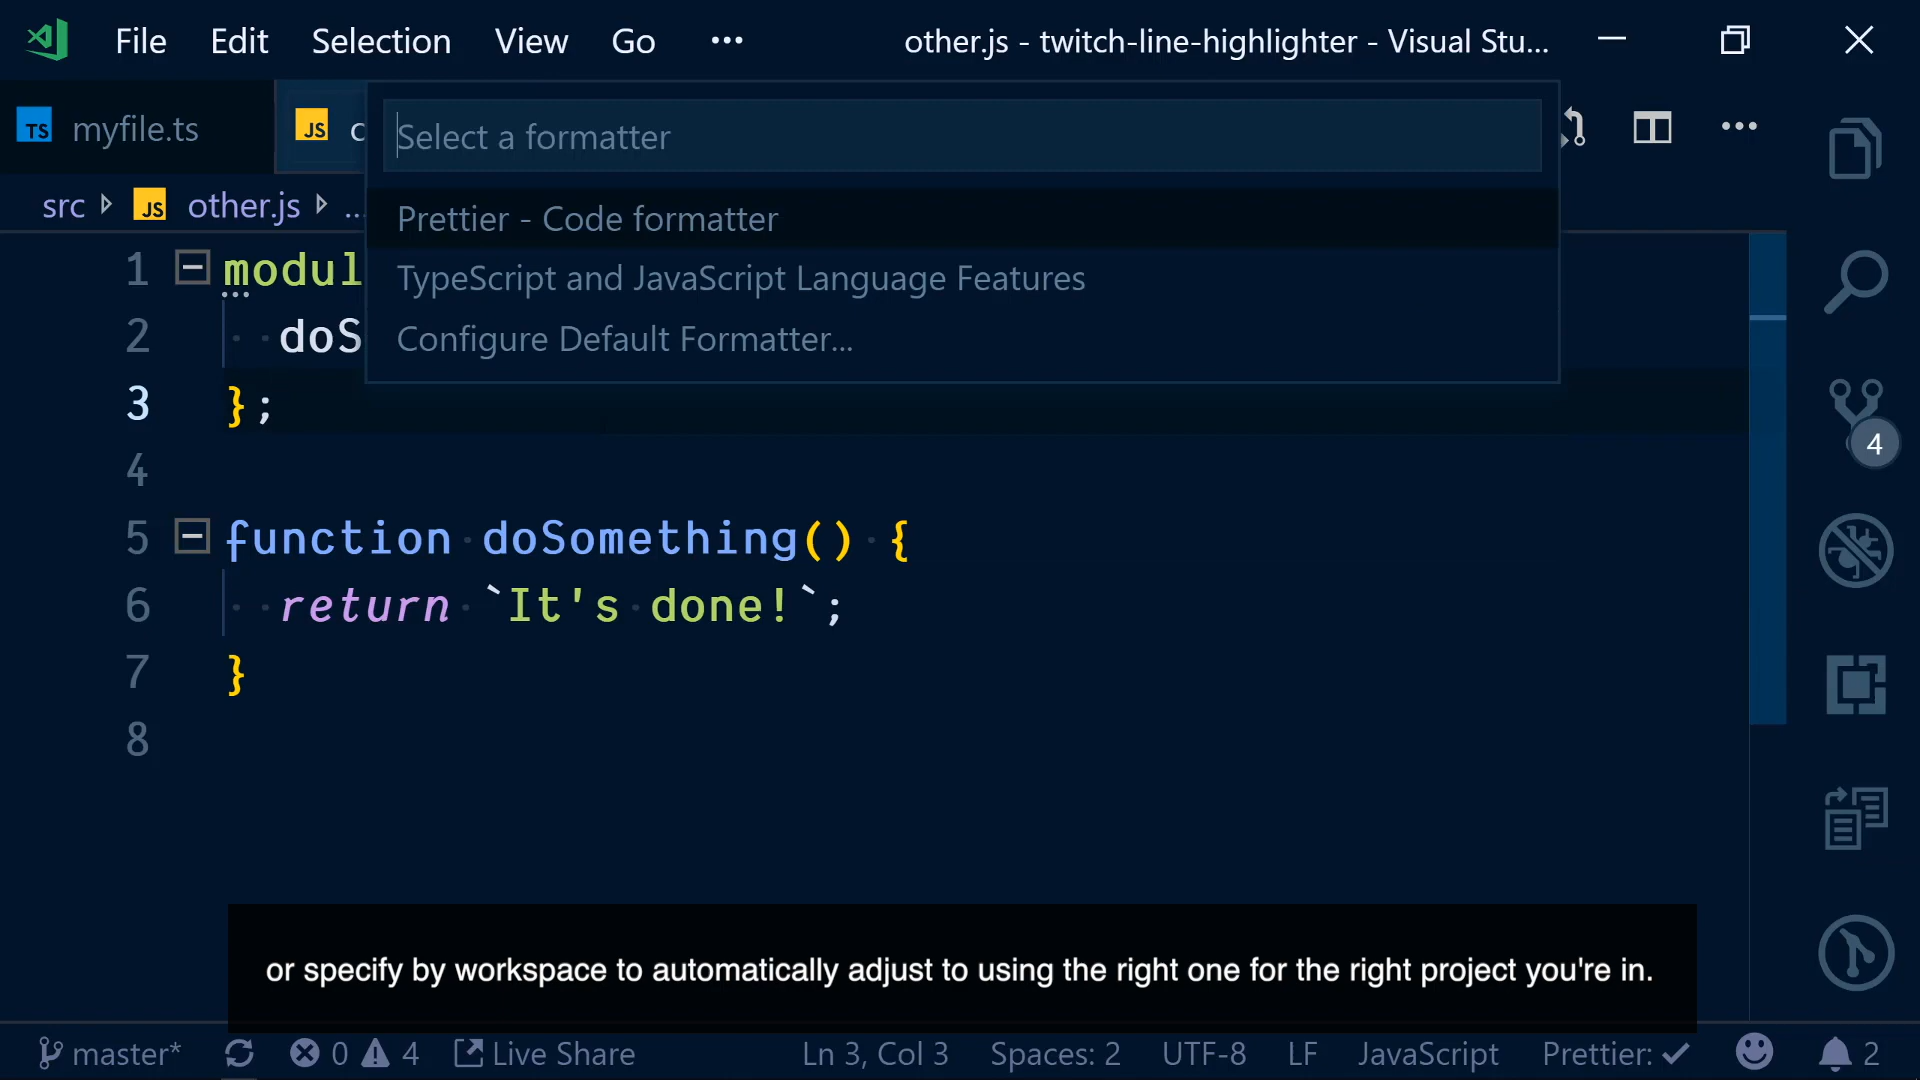 File Edit Selection View Go ... other.js - twitch-line-highlighter - Visual Stu...
TS myfile.ts JS
Select a formatter
src JS other.js ...
Prettier - Code formatter
TypeScript and JavaScript Language Features
Configure Default Formatter...
1 modul
2 doS
3 };
4
5 function doSomething() {
6 return `It's done!`;
7 }
8
4
or specify by workspace to automatically adjust to using the right one for the right project you're in.
master* 0 4 Live Share Ln 3, Col 3 Spaces: 2 UTF-8 LF JavaScript Prettier: ✓ 2